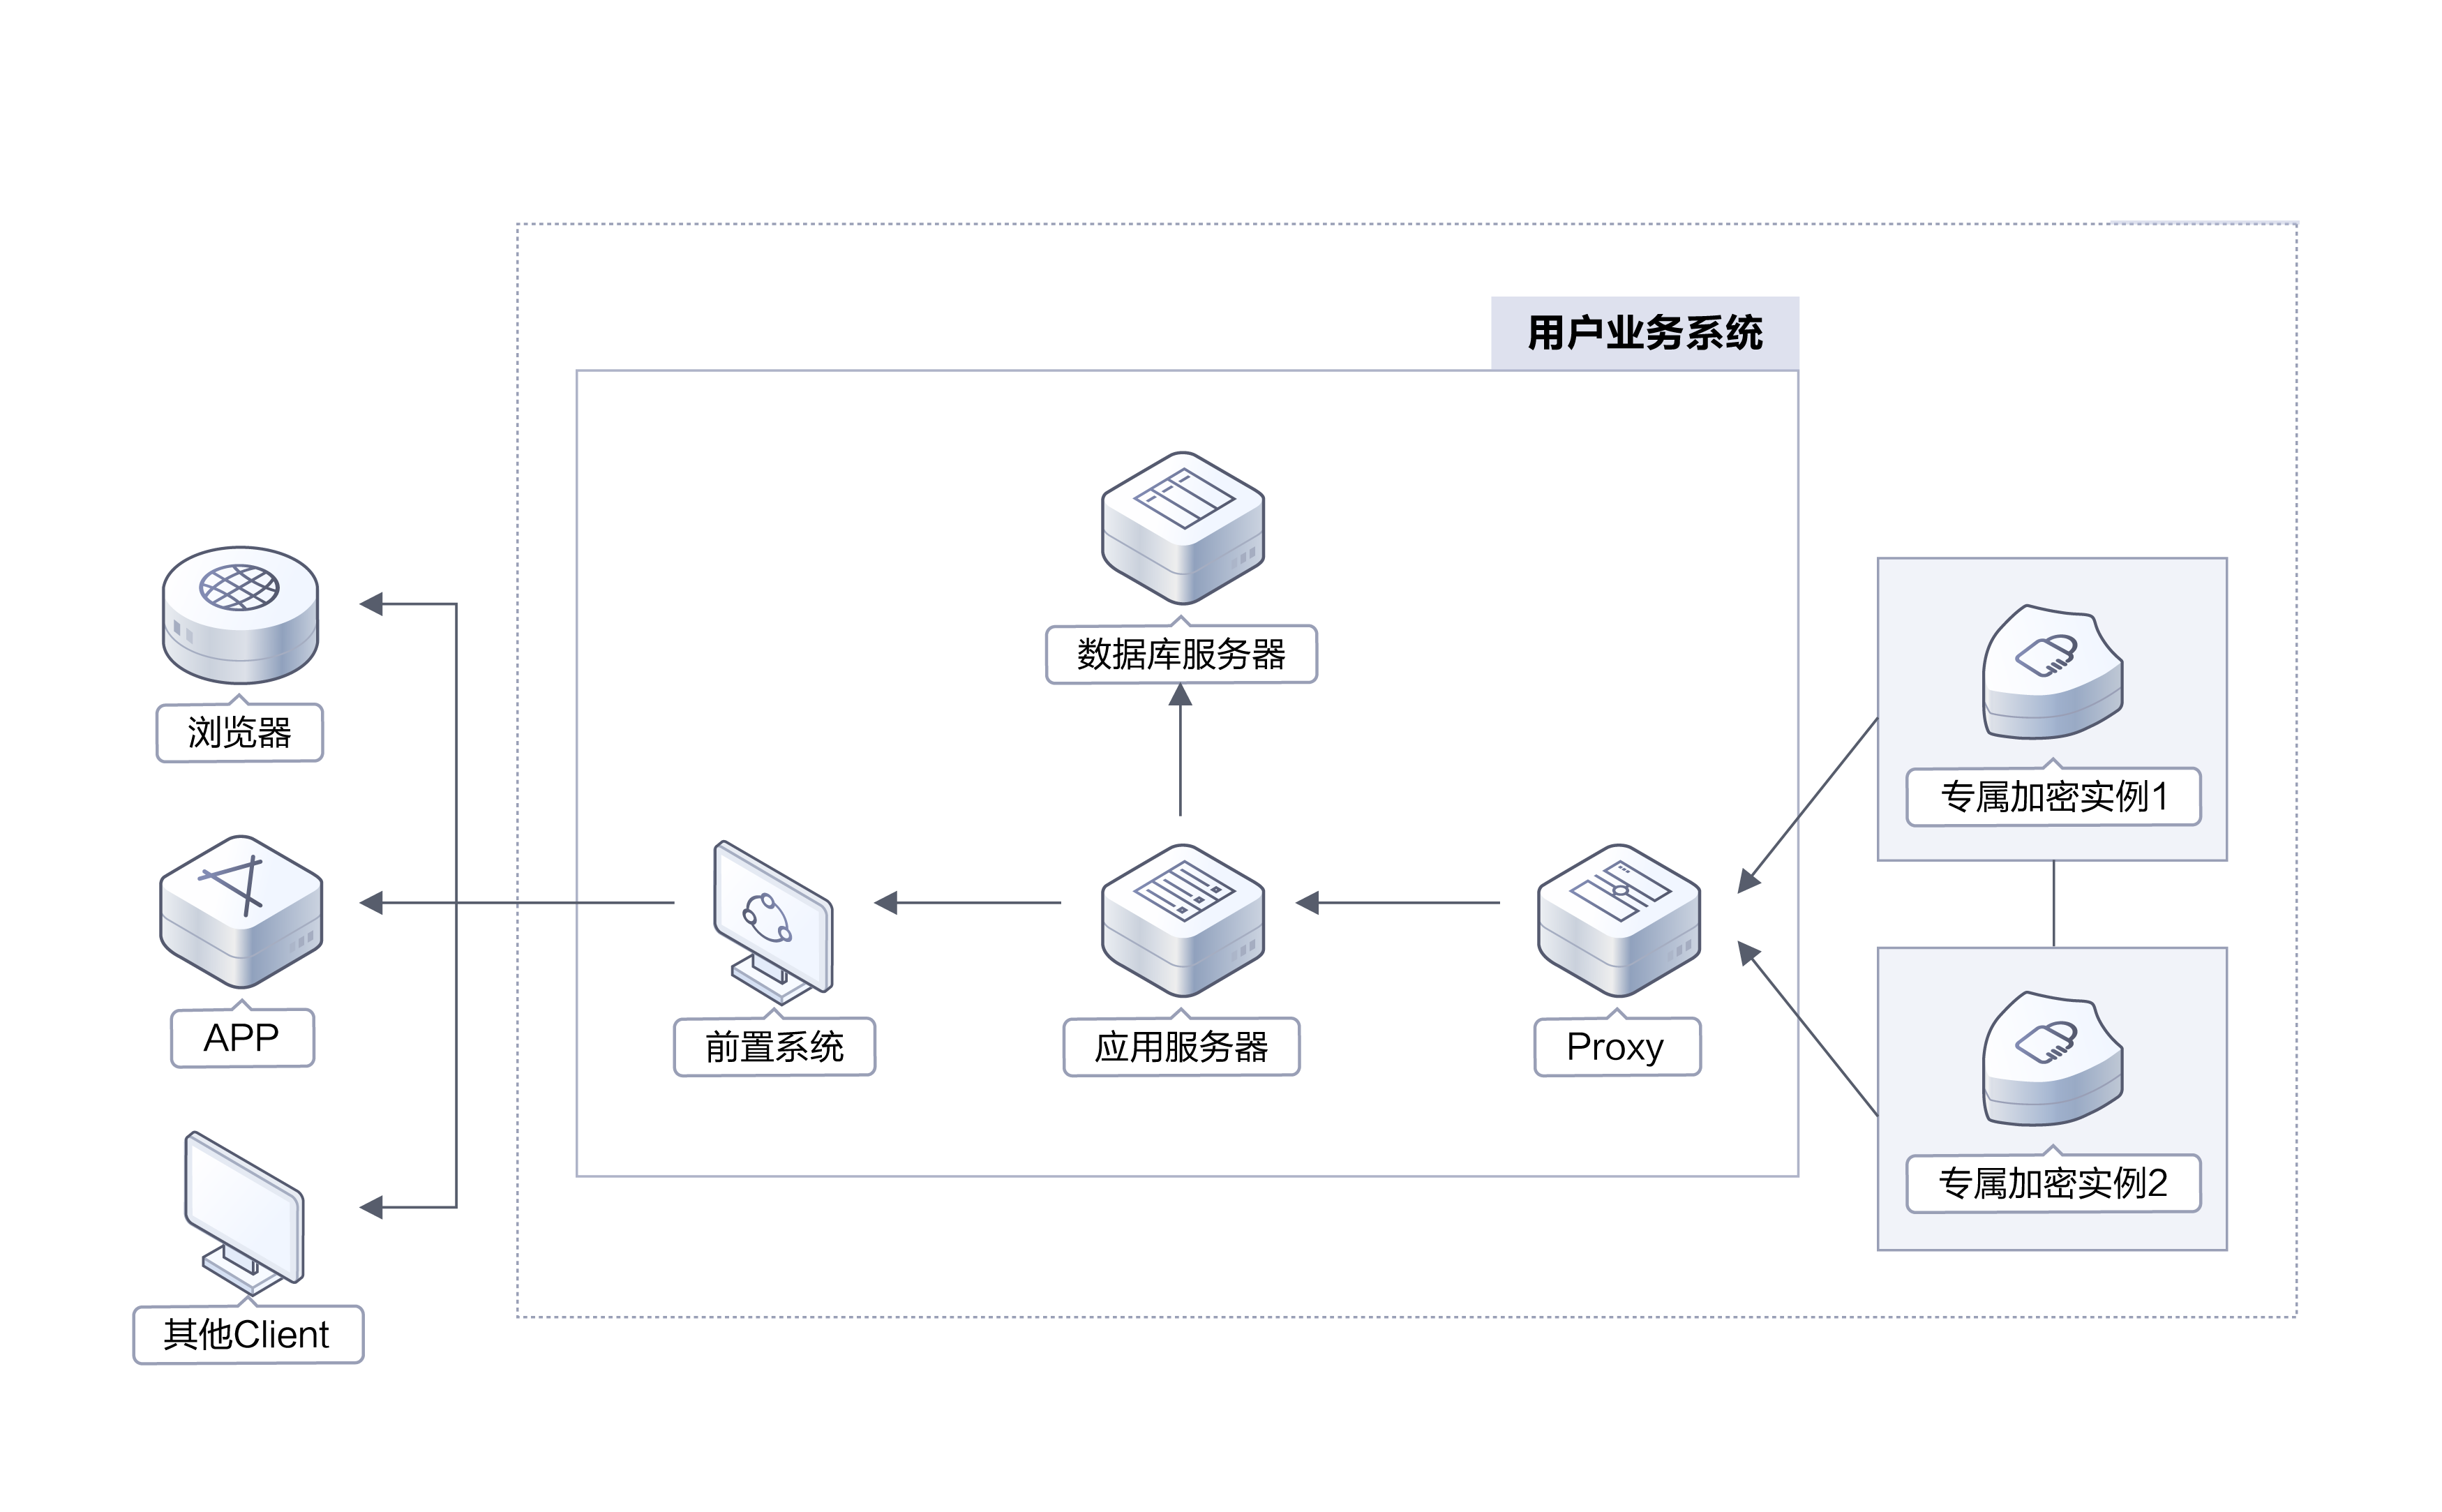 用户业务系统
数据库服务器
浏览器
专属加密实例1
APP
前置系统
应用服务器
Proxy
专属加密实例2
其他Client